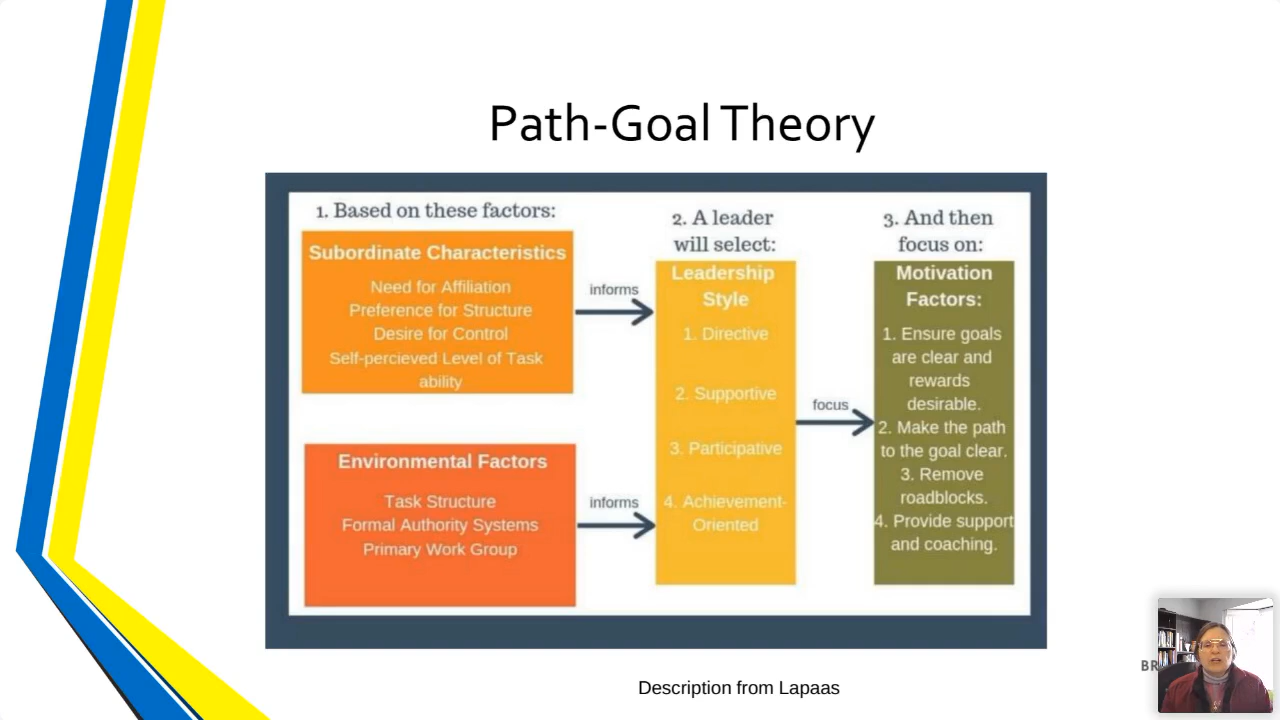 Path-Goal Theory
1. Based on these factors:
Subordinate Characteristics
Need for Affiliation
Preference for Structure
Desire for Control
Self-percieved Level of Task
ability
Environmental Factors
Task Structure
Formal Authority Systems
Primary Work Group
informs
informs
2. A leader
will select:
Leadership
Style
1. Directive
2. Supportive
3. Participative
4. Achievement-
Oriented
focus
3. And then
focus on:
Motivation
Factors:
1. Ensure goals
are clear and
rewards
desirable.
2. Make the path
to the goal clear.
3. Remove
roadblocks.
4. Provide support
and coaching.
Description from Lapaas